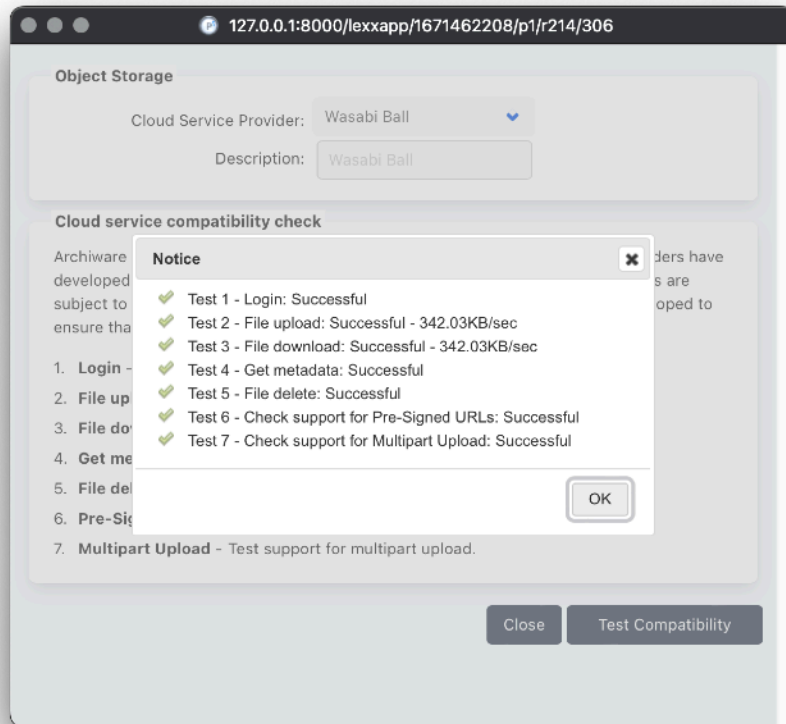 127.0.0.1:8000/lexxapp/1671462208/p1/r214/306
Object Storage
Cloud Service Provider: Wasabi Ball
Description: Wasabi Ball
Cloud service compatibility check
Archiware ders have
developed s are
subject to oped to
ensure tha
Notice
Test 1 - Login: Successful
Test 2 - File upload: Successful - 342.03KB/sec
Test 3 - File download: Successful - 342.03KB/sec
Test 4 - Get metadata: Successful
Test 5 - File delete: Successful
Test 6 - Check support for Pre-Signed URLs: Successful
Test 7 - Check support for Multipart Upload: Successful
OK
1. Login -
2. File up
3. File do
4. Get me
5. File del
6. Pre-Sig
7. Multipart Upload - Test support for multipart upload.
Close Test Compatibility